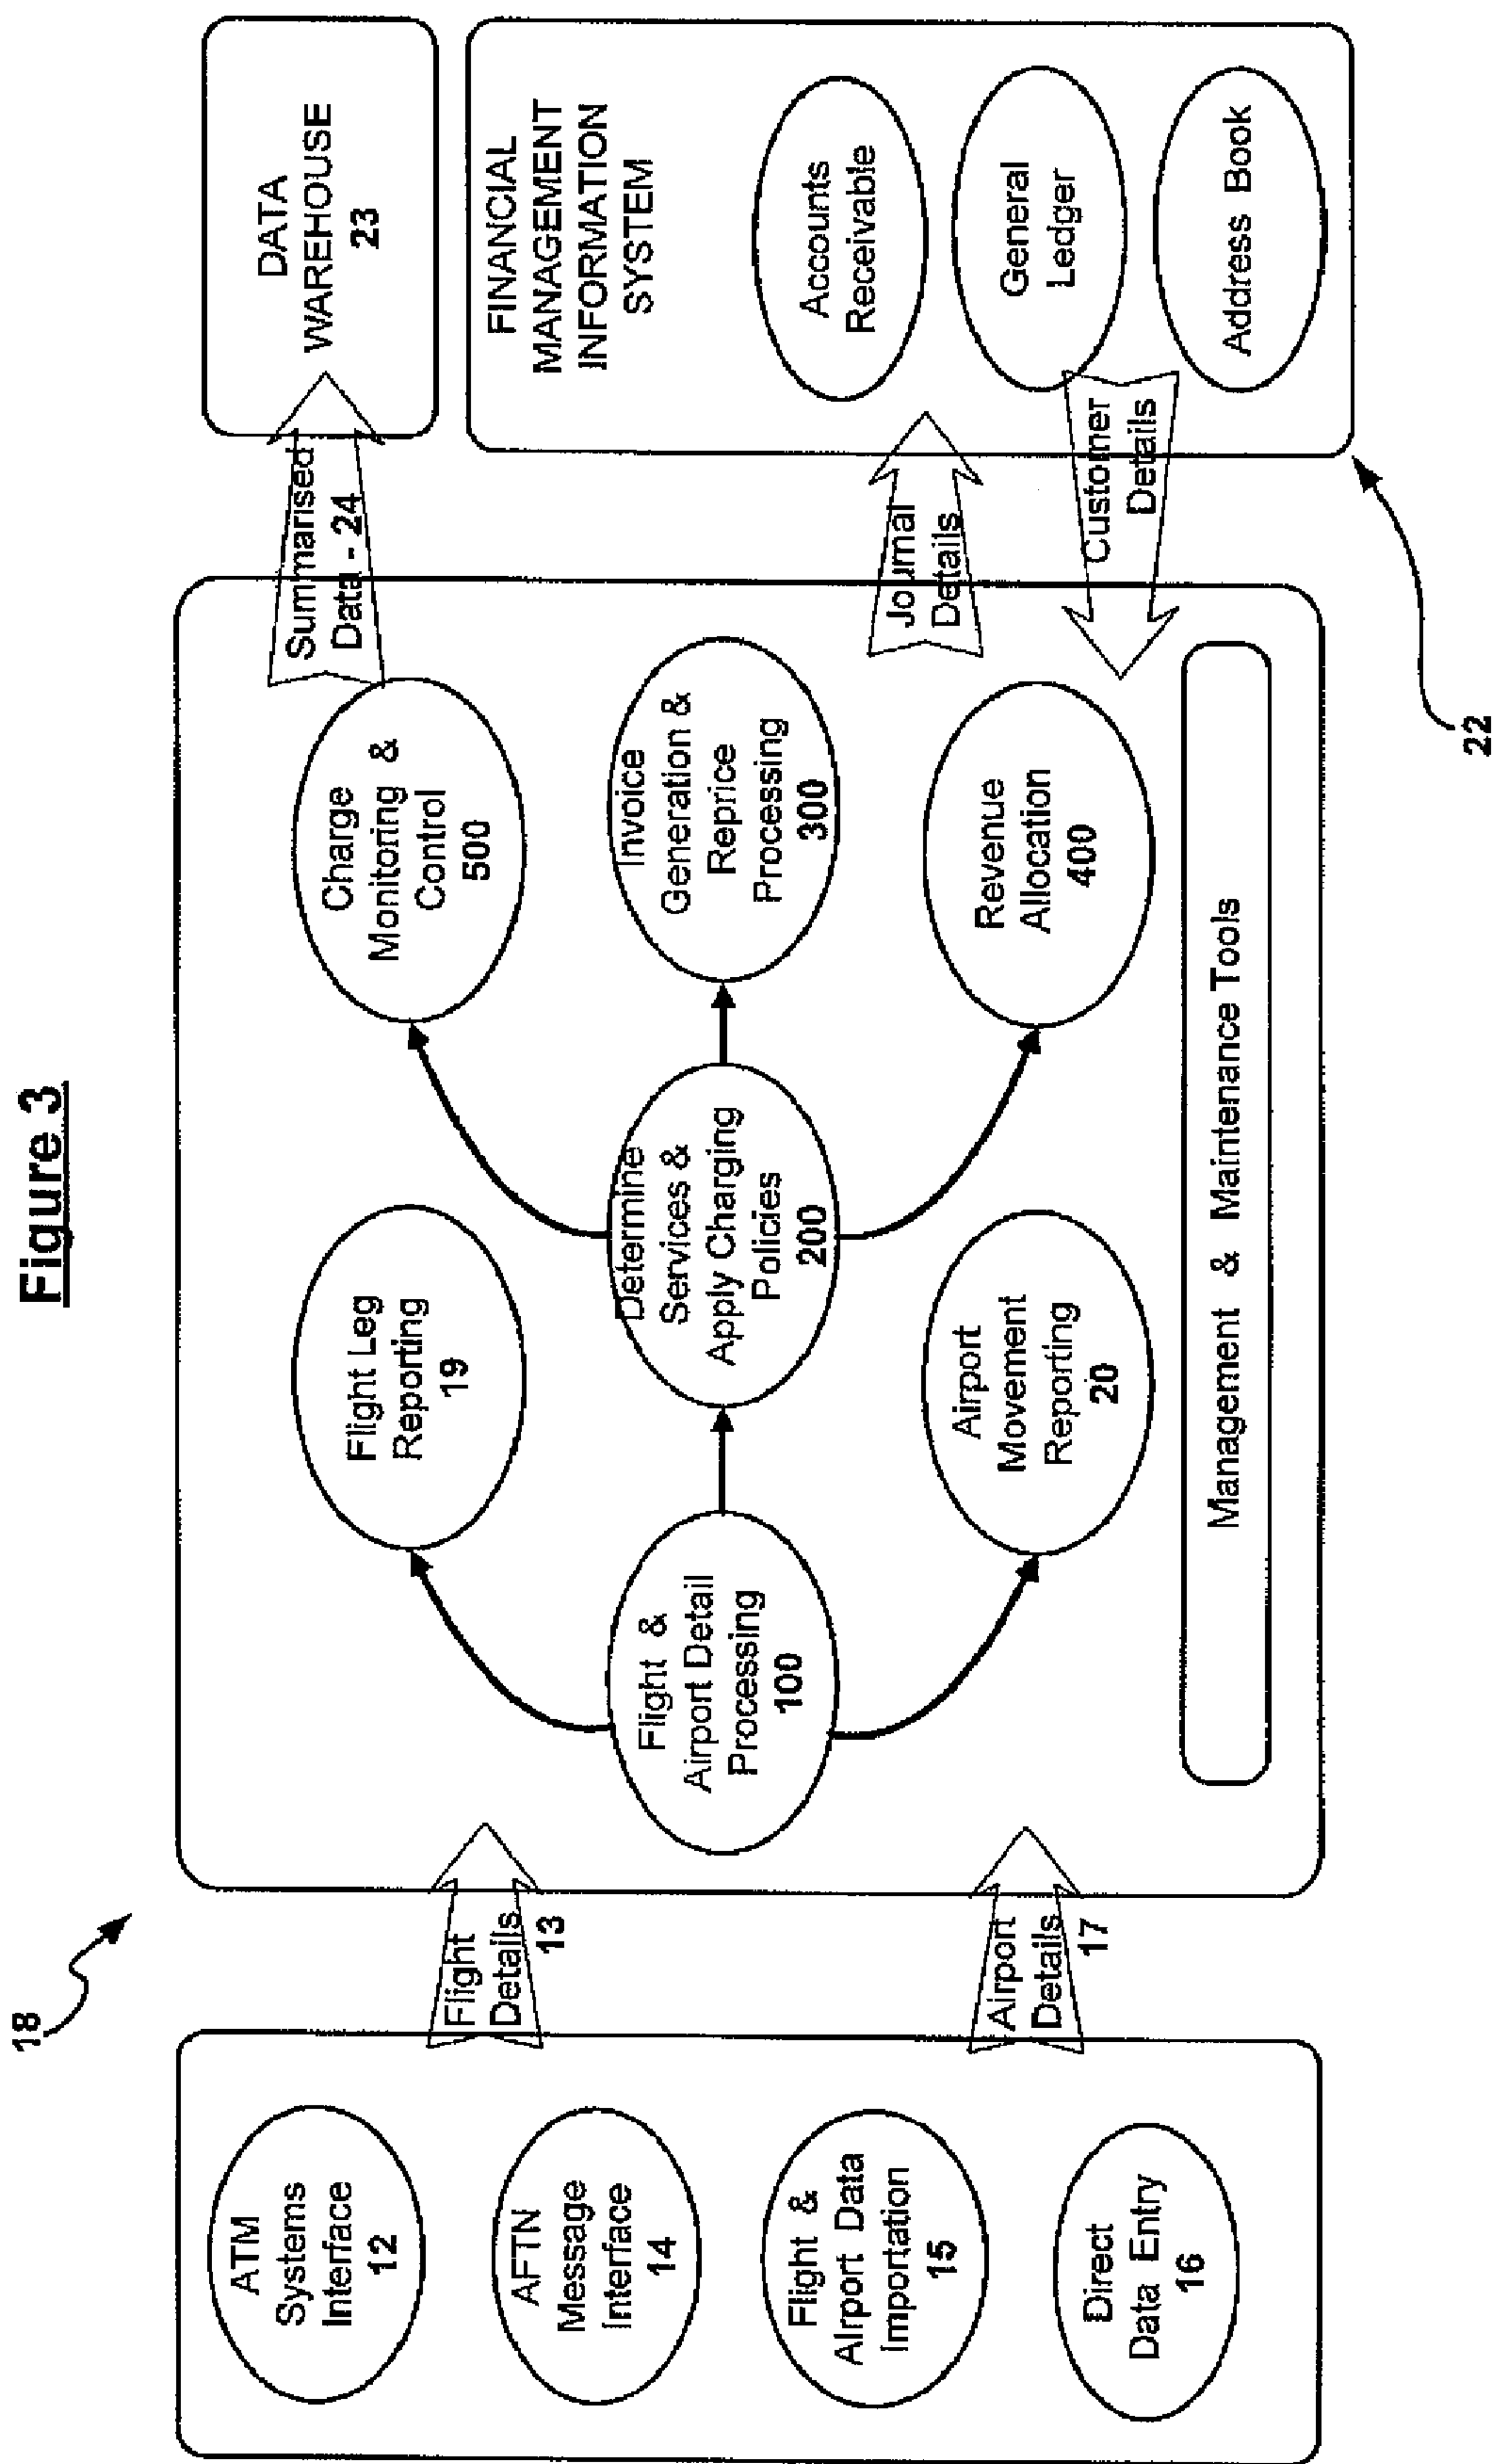 Figure 3
18
ATM
Systems
Interface
12
AFTN
Message
Interface
14
Flight &
AIrport Data
Importation
15
Direct
Data Entry
16
Flight
Details
13
Airport
Details
17
Flight &
Airport Detail
Processing
100
Flight Leg
Reporting
19
Airport
Movement
Reporting
20
Determine
Services &
Apply Charging
Policies
200
Charge
Monitoring &
Control
500
Invoice
Generation &
Reprice
Processing
300
Revenue
Allocation
400
Management & Maintenance Tools
Summarised
Data - 24
Journal
Details
Customer
Details
DATA
WAREHOUSE
23
FINANCIAL
MANAGEMENT
INFORMATION
SYSTEM
Accounts
Receivable
General
Ledger
Address Book
22